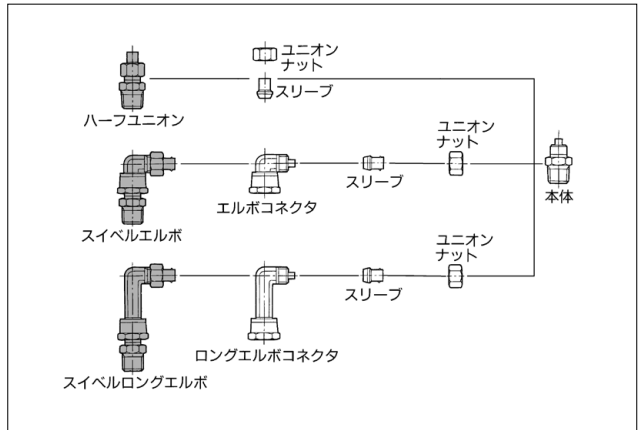 ユニオン
ナット
スリーブ
ハーフユニオン
ユニオン
ナット
スリーブ
エルボコネクタ
本体
スイベルエルボ
ユニオン
ナット
スリーブ
ロングエルボコネクタ
スイベルロングエルボ